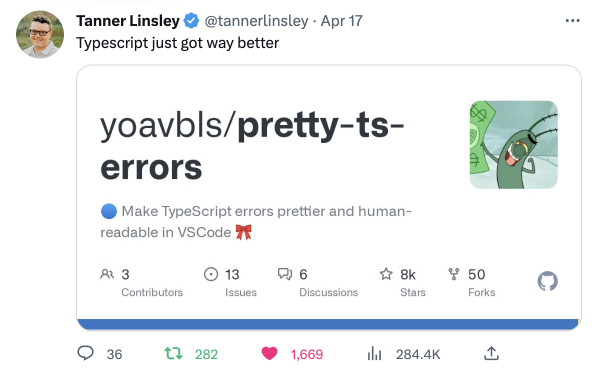 Tanner Linsley @tannerlinsley · Apr 17
Typescript just got way better
yoavbls/pretty-ts-
errors
Make TypeScript errors prettier and human-
readable in VSCode
3 13 6 8k 50
Contributors Issues Discussions Stars Forks
36 282 1,669 284.4K